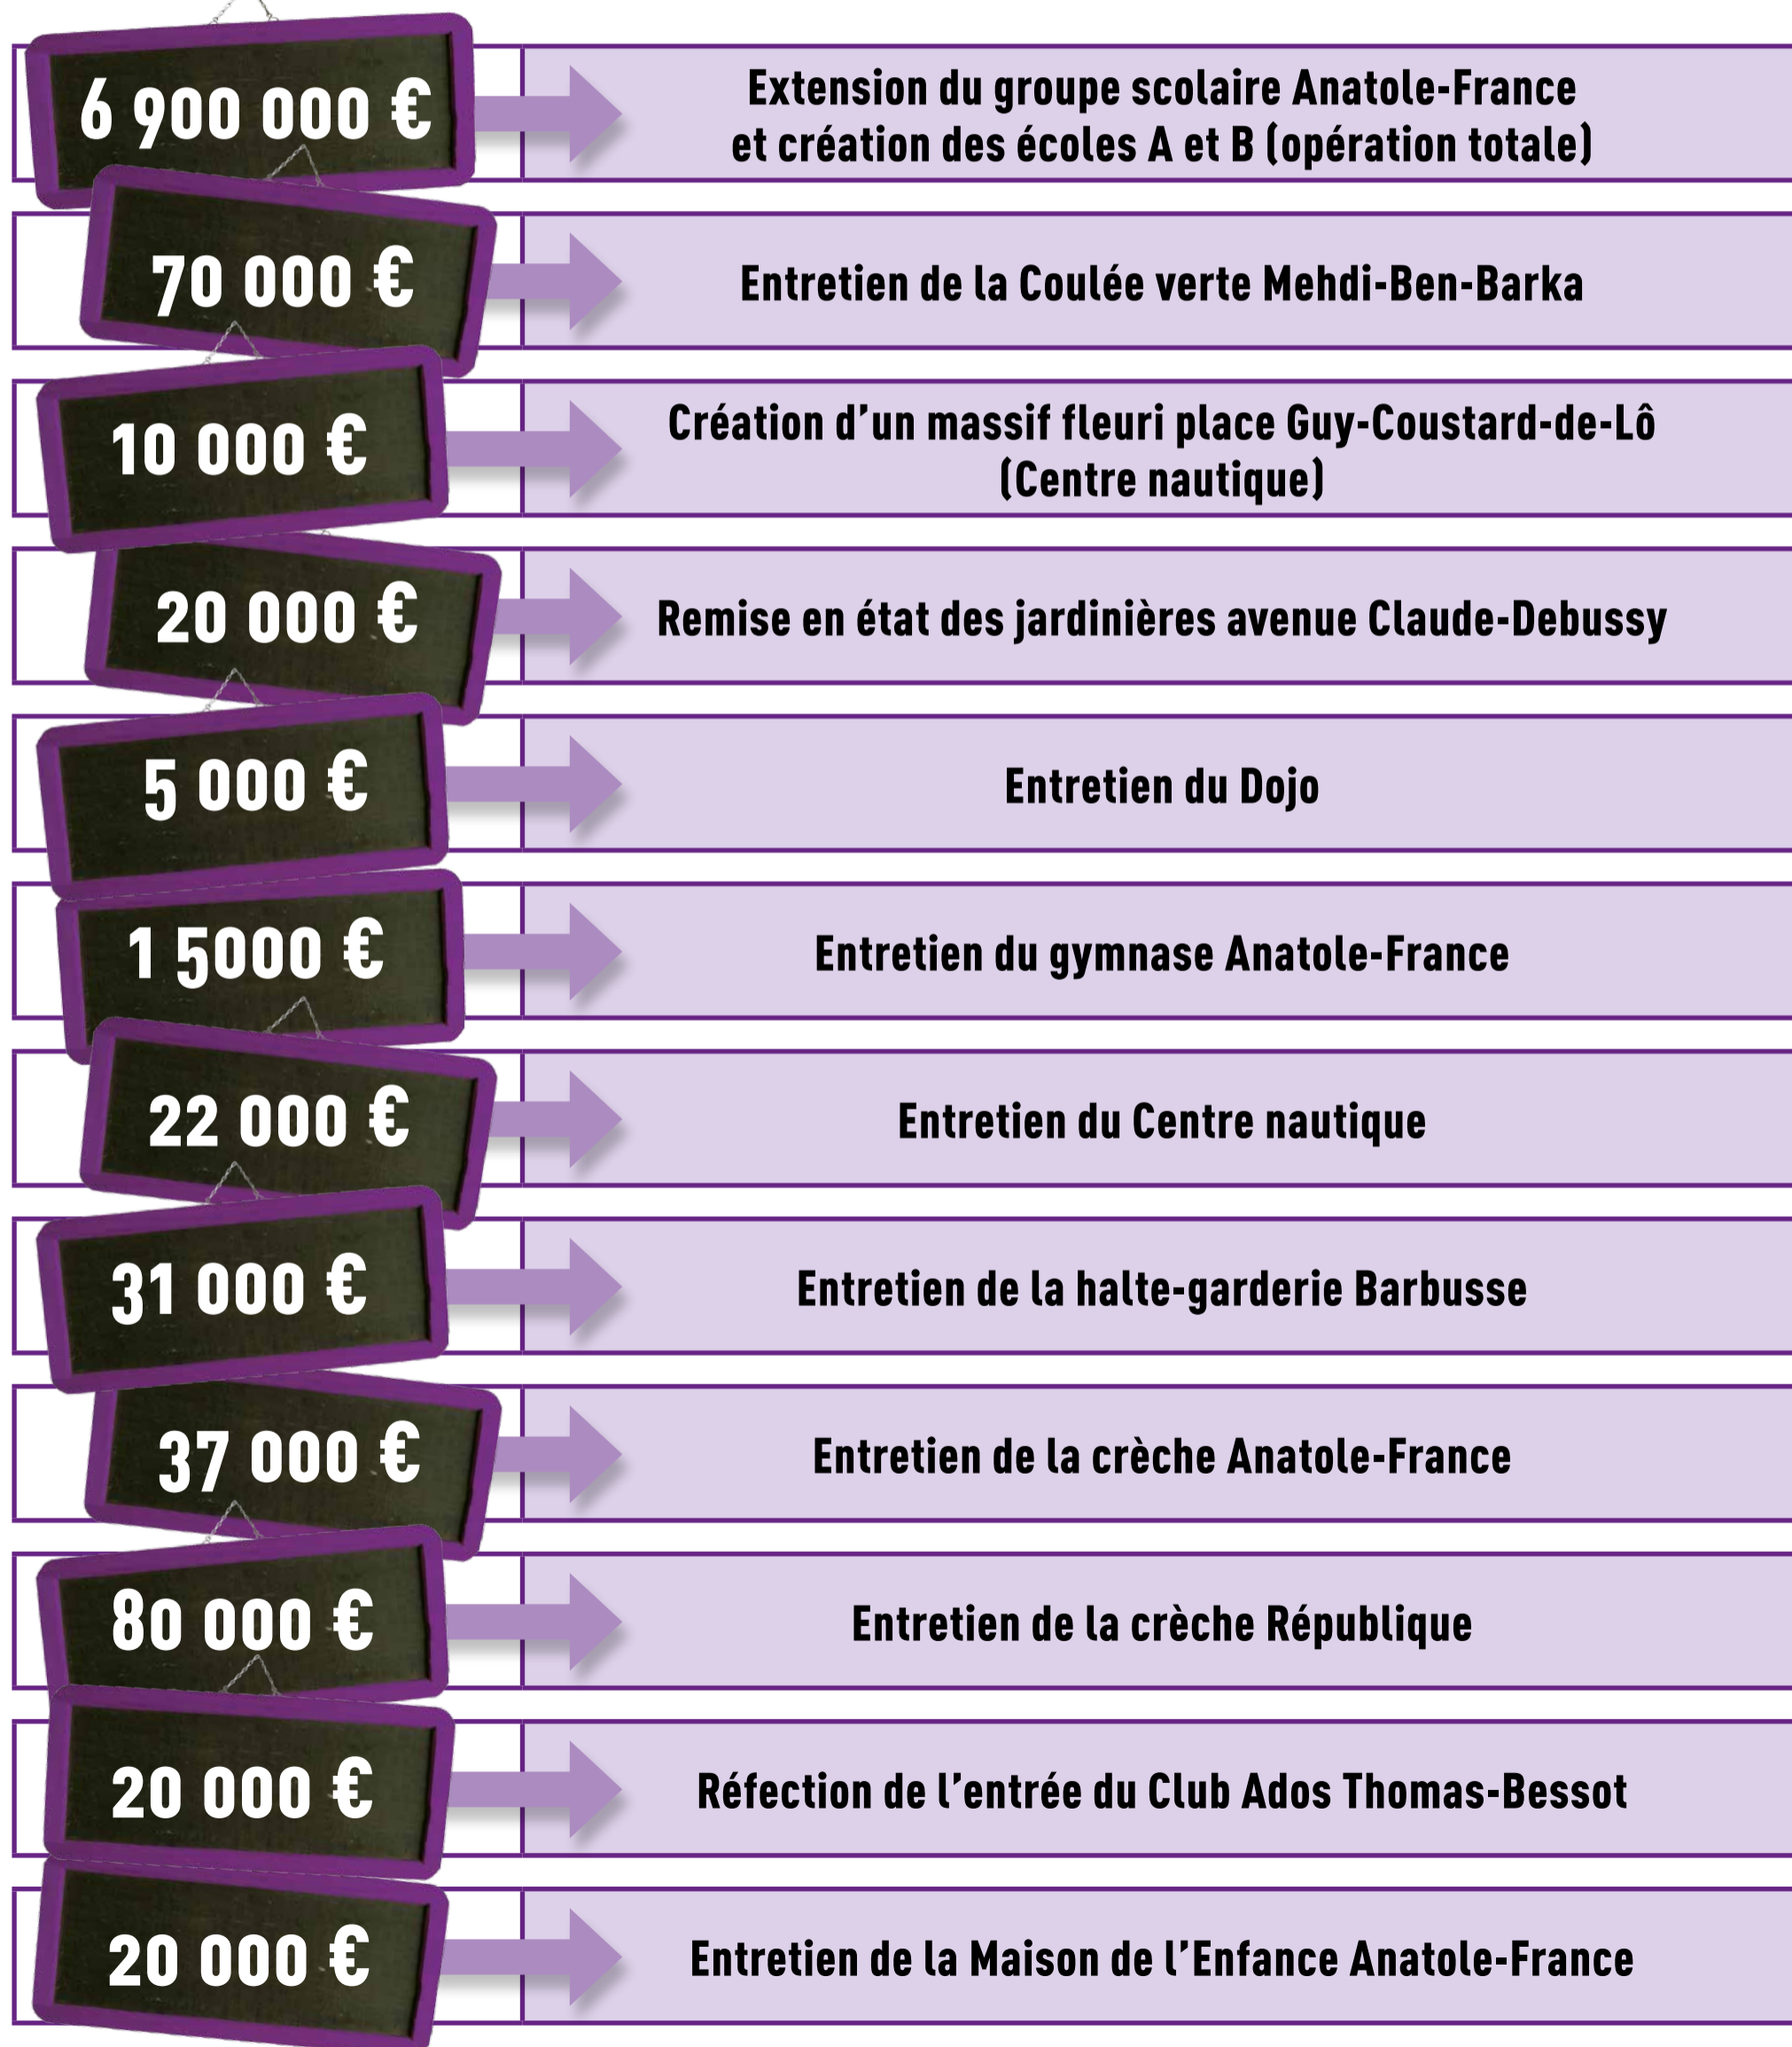 6 900 000 €
Extension du groupe scolaire Anatole-France
et création des écoles A et B (opération totale)
70 000 €
Entretien de la Coulée verte Mehdi-Ben-Barka
10 000 €
Création d’un massif fleuri place Guy-Coustard-de-Lô
(Centre nautique)
20 000 €
Remise en état des jardinières avenue Claude-Debussy
5 000 €
Entretien du Dojo
1 5000 €
Entretien du gymnase Anatole-France
22 000 €
Entretien du Centre nautique
31 000 €
Entretien de la halte-garderie Barbusse
37 000 €
Entretien de la crèche Anatole-France
80 000 €
Entretien de la crèche République
20 000 €
Réfection de l’entrée du Club Ados Thomas-Bessot
20 000 €
Entretien de la Maison de l’Enfance Anatole-France